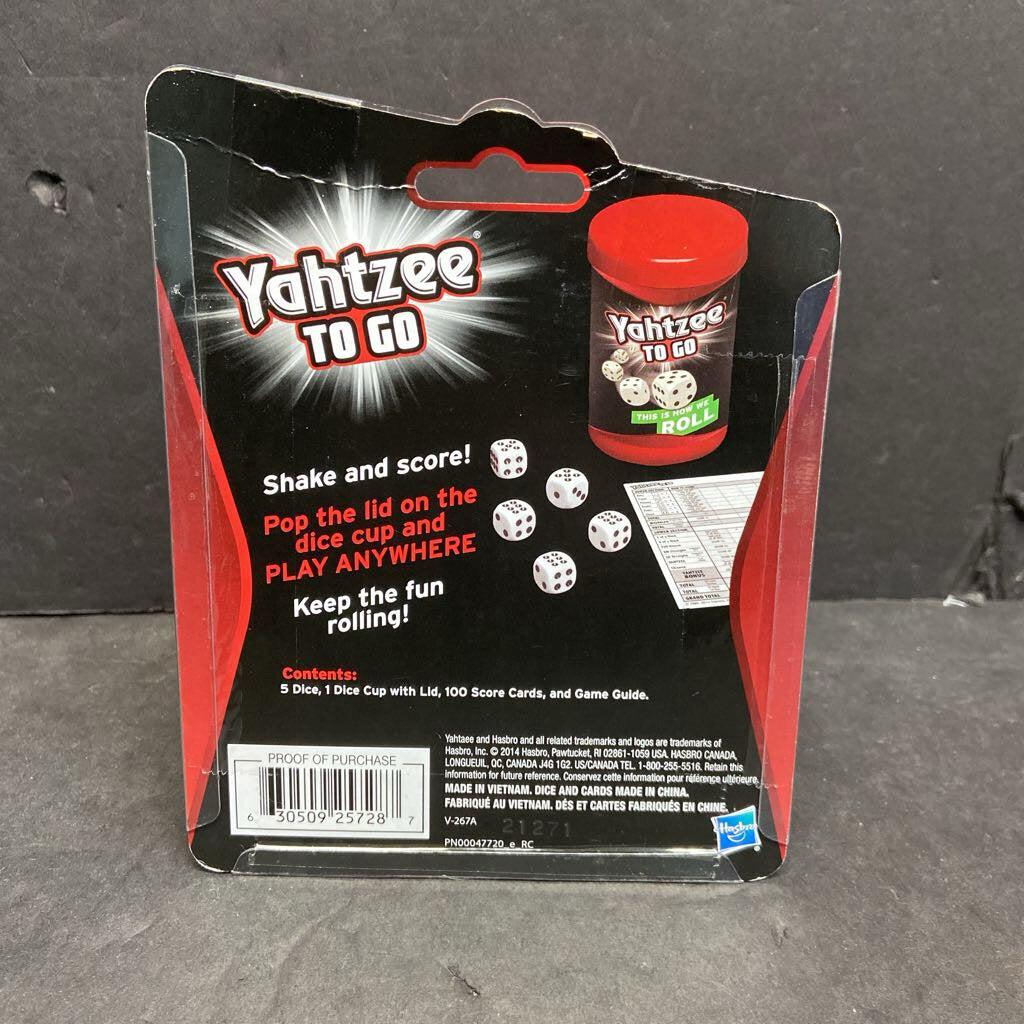 Yahtzee®
TO GO
Yahtzee
TO GO
THIS IS HOW WE
ROLL
Shake and score!
Pop the lid on the
dice cup and
PLAY ANYWHERE
Keep the fun
rolling!
YAHTZEE
BONUS
TOTAL
TOTAL
GRAND TOTAL
Contents:
5 Dice, 1 Dice Cup with Lid, 100 Score Cards, and Game Guide.
PROOF OF PURCHASE
6 30509 25728 7
Yahtzee and Hasbro and all related trademarks and logos are trademarks of
Hasbro, Inc. © 2014 Hasbro, Pawtucket, RI 02861-1059 USA. HASBRO CANADA,
LONGUEUIL, QC, CANADA J4G 1G2. US/CANADA TEL. 1-800-255-5516. Retain this
information for future reference. Conservez cette information pour référence ultérieure.
MADE IN VIETNAM. DICE AND CARDS MADE IN CHINA.
FABRIQUÉ AU VIETNAM. DÉS ET CARTES FABRIQUÉS EN CHINE.
V-267A
21271
PN00047720_e_RC
Hasbro